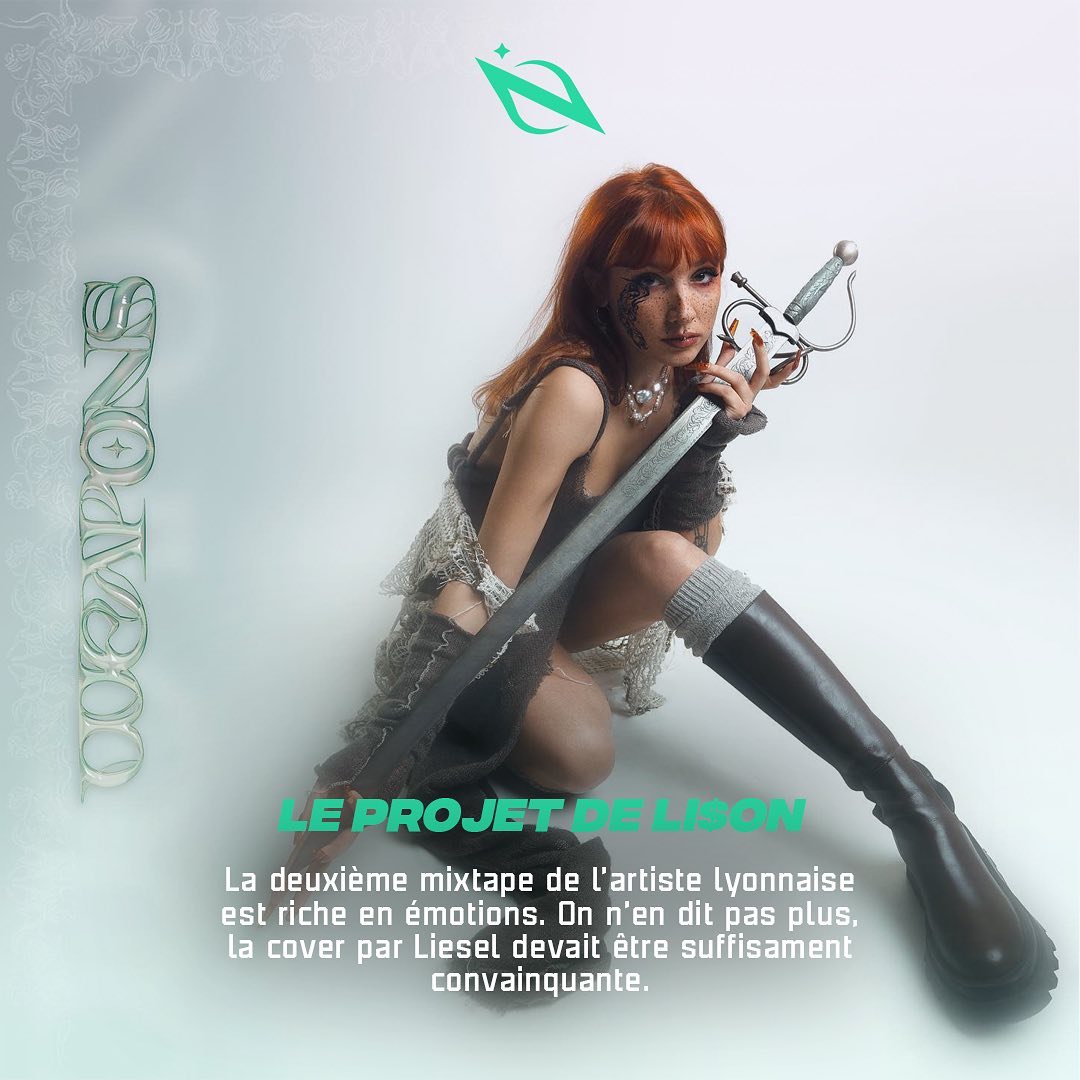 WEAPONS
LE PROJET DE LI$ON
La deuxième mixtape de l'artiste lyonnaise
est riche en émotions. On n'en dit pas plus,
la cover par Liesel devait être suffisament
convainquante.